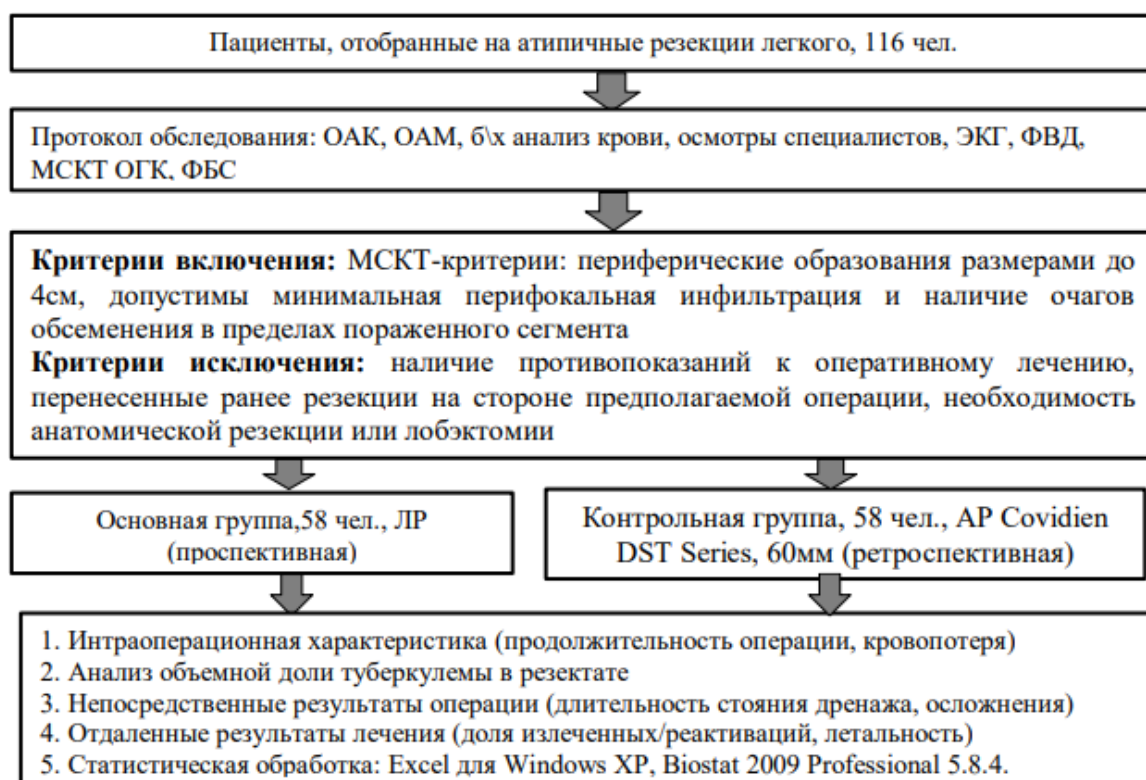 Пациенты, отобранные на атипичные резекции легкого, 116 чел.
Протокол обследования: ОАК, ОАМ, б\х анализ крови, осмотры специалистов, ЭКГ, ФВД,
МСКТ ОГК, ФБС
Критерии включения: МСКТ-критерии: периферические образования размерами до
4см, допустимы минимальная перифокальная инфильтрация и наличие очагов
обсеменения в пределах пораженного сегмента
Критерии исключения: наличие противопоказаний к оперативному лечению,
перенесенные ранее резекции на стороне предполагаемой операции, необходимость
анатомической резекции или лобэктомии
Основная группа,58 чел., ЛР
(проспективная)
Контрольная группа, 58 чел., АР Covidien
DST Series, 60мм (ретроспективная)
1. Интраоперационная характеристика (продолжительность операции, кровопотеря)
2. Анализ объемной доли туберкулемы в резектате
3. Непосредственные результаты операции (длительность стояния дренажа, осложнения)
4. Отдаленные результаты лечения (доля излеченных/реактиваций, летальность)
5. Статистическая обработка: Excel для Windows XP, Biostat 2009 Professional 5.8.4.